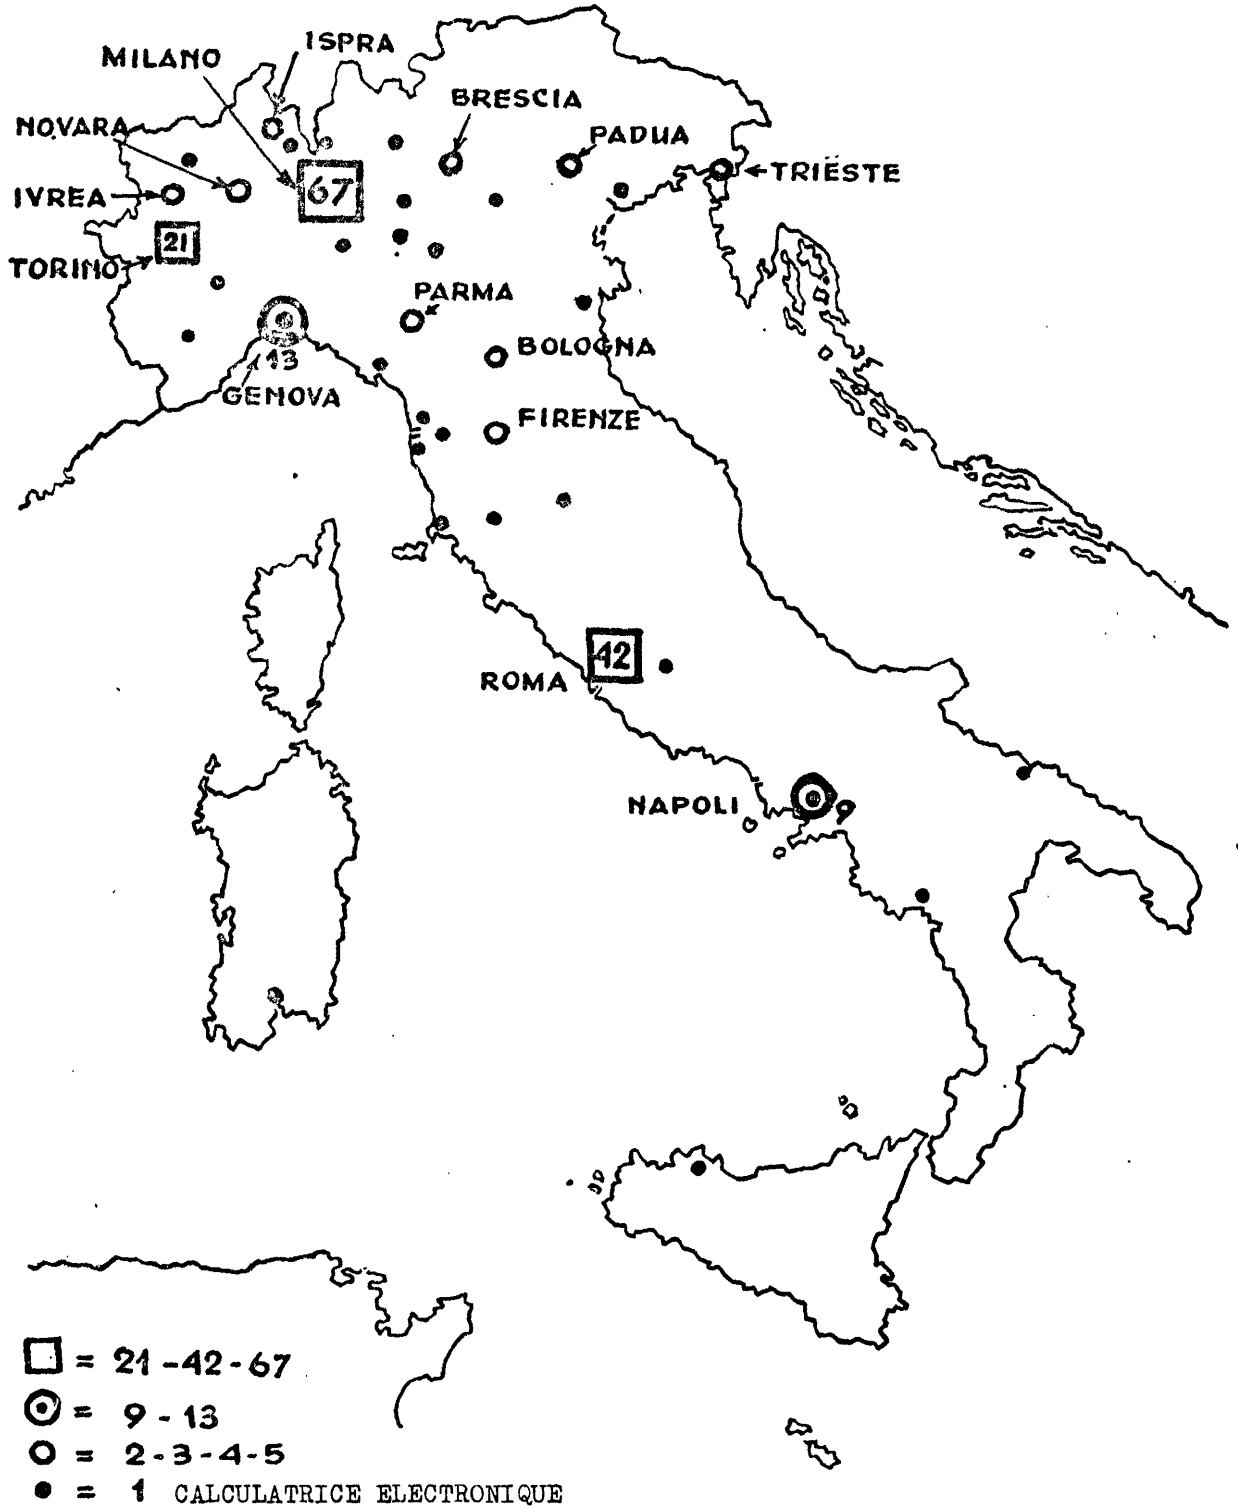 ISPRA
MILANO
BRESCIA
NOVARA
PADUA
TRIËSTE
67
IVREA
21
TORINO
PARMA
13
GENOVA
BOLOGNA
FIRENZE
42
ROMA
NAPOLI
9
= 21-42-67
= 9-13
= 2-3-4-5
= 1 CALCULATRICE ELECTRONIQUE